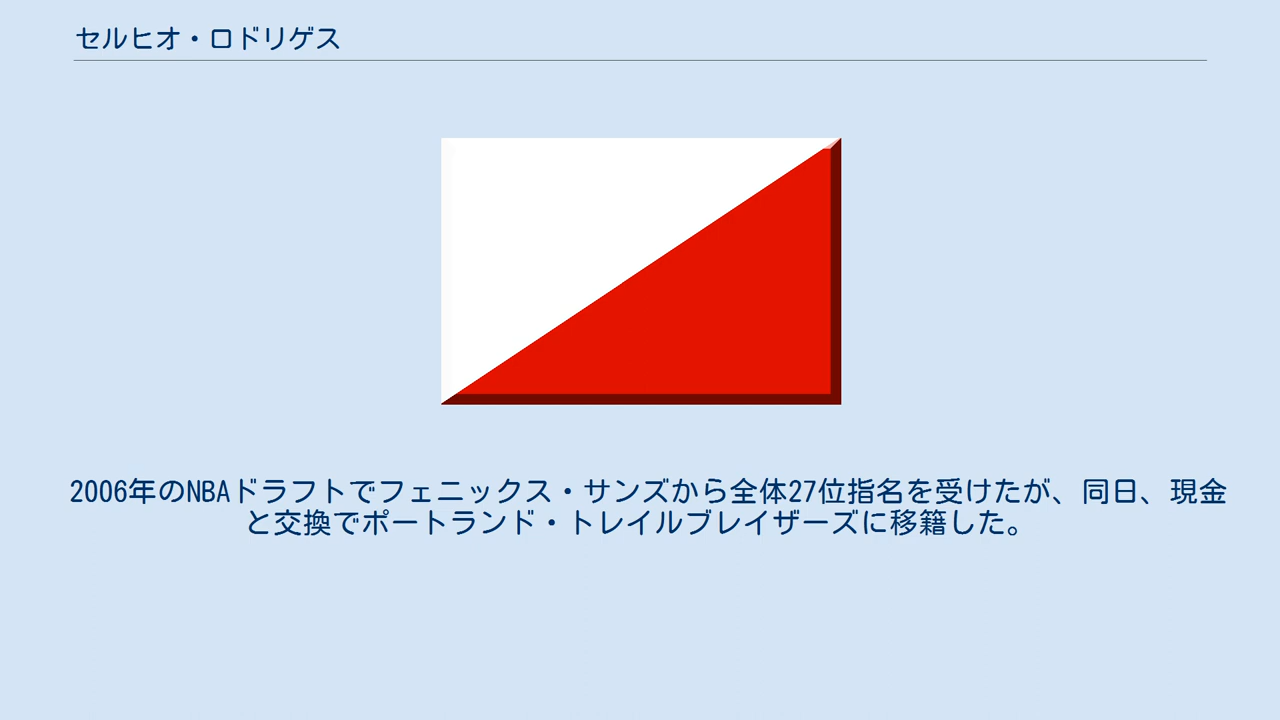 セルヒオ・ロドリゲス
2006年のNBAドラフトでフェニックス・サンズから全体27位指名を受けたが、同日、現金
と交換でポートランド・トレイルブレイザーズに移籍した。